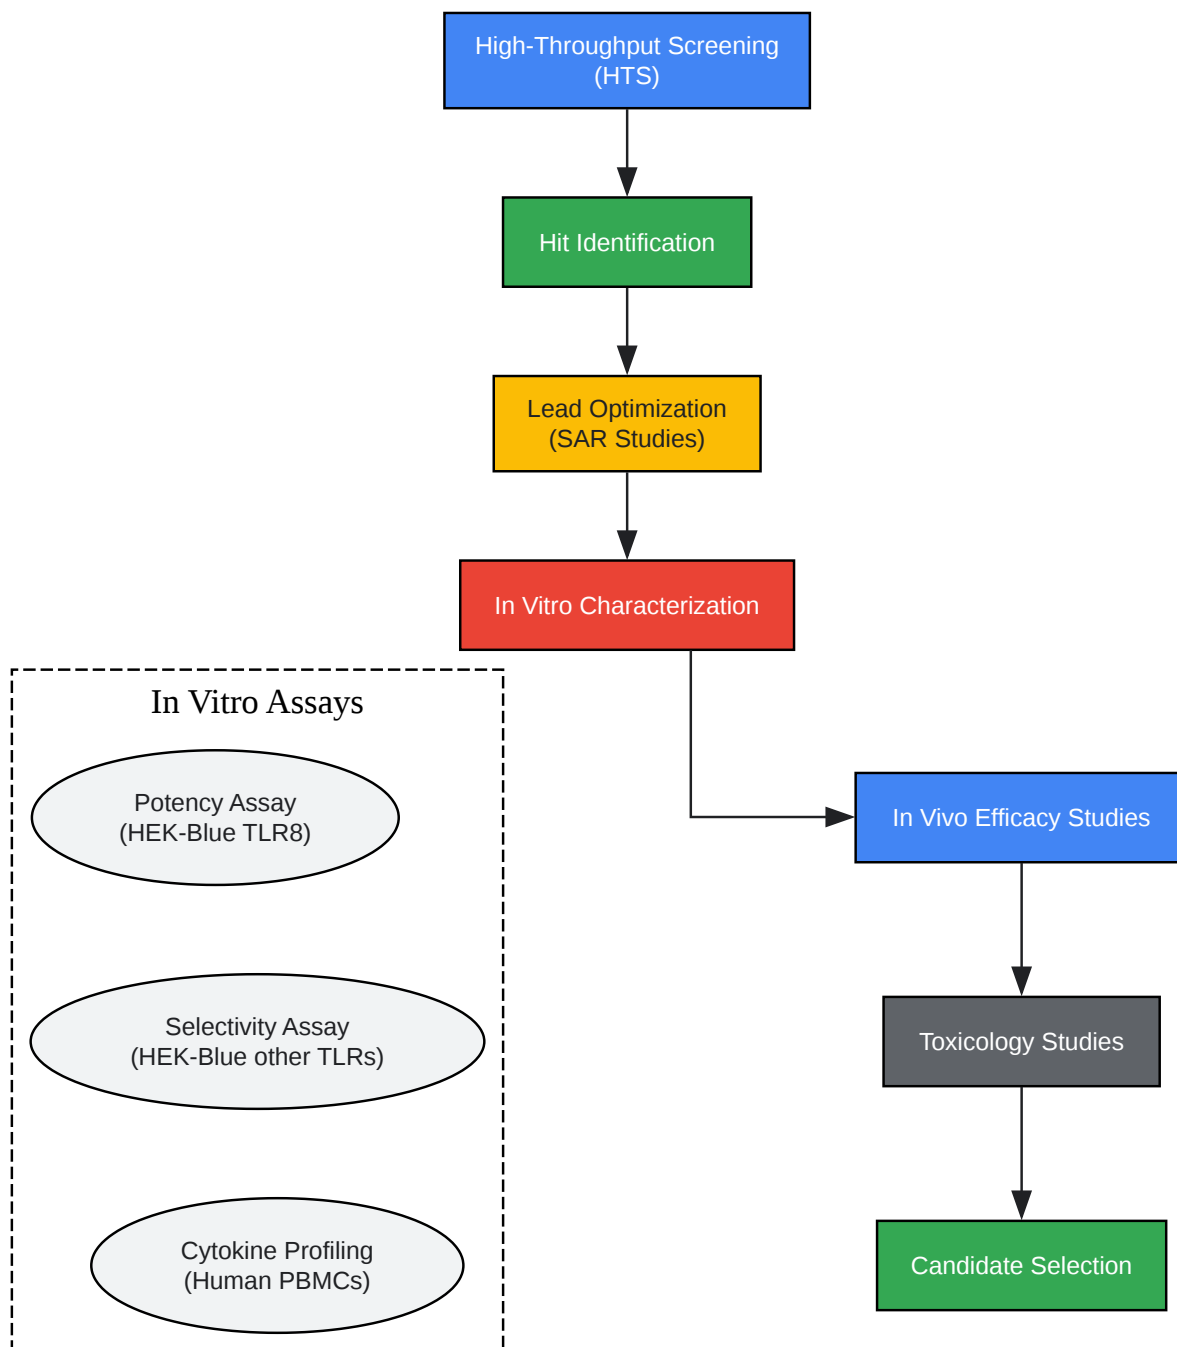 High-Throughput Screening
(HTS)
Hit Identification
Lead Optimization
(SAR Studies)
In Vitro Characterization
In Vitro Assays
Potency Assay
(HEK-Blue TLR8)
In Vivo Efficacy Studies
Selectivity Assay
(HEK-Blue other TLRs)
Toxicology Studies
Cytokine Profiling
(Human PBMCs)
Candidate Selection